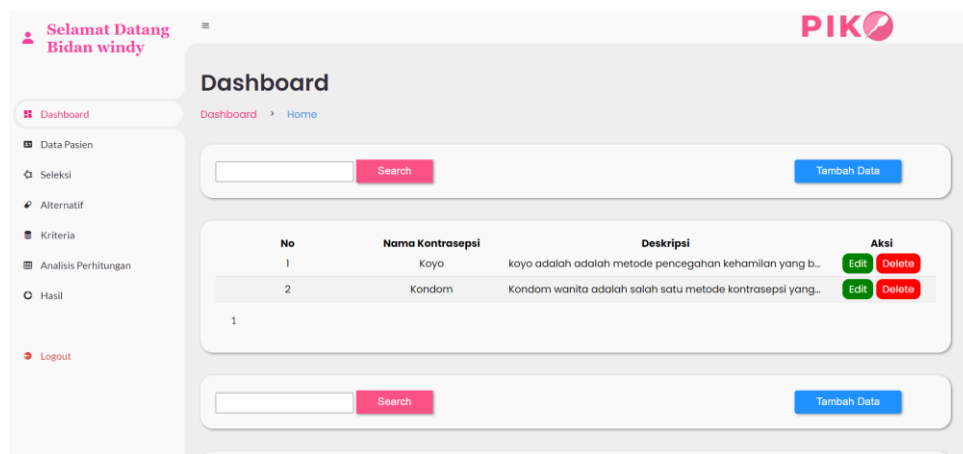 Selamat Datang
Bidan windy
PIKO
Dashboard
Dashboard > Home
Dashboard
Data Pasien
Seleksi
Alternatif
Kriteria
Analisis Perhitungan
Hasil
Logout
Search
Tambah Data
No Nama Kontrasepsi Deskripsi Aksi
1 Koyo koyo adalah adalah metode pencegahan kehamilan yang b... Edit Delete
2 Kondom Kondom wanita adalah salah satu metode kontrasepsi yang... Edit Delete
1
Search
Tambah Data